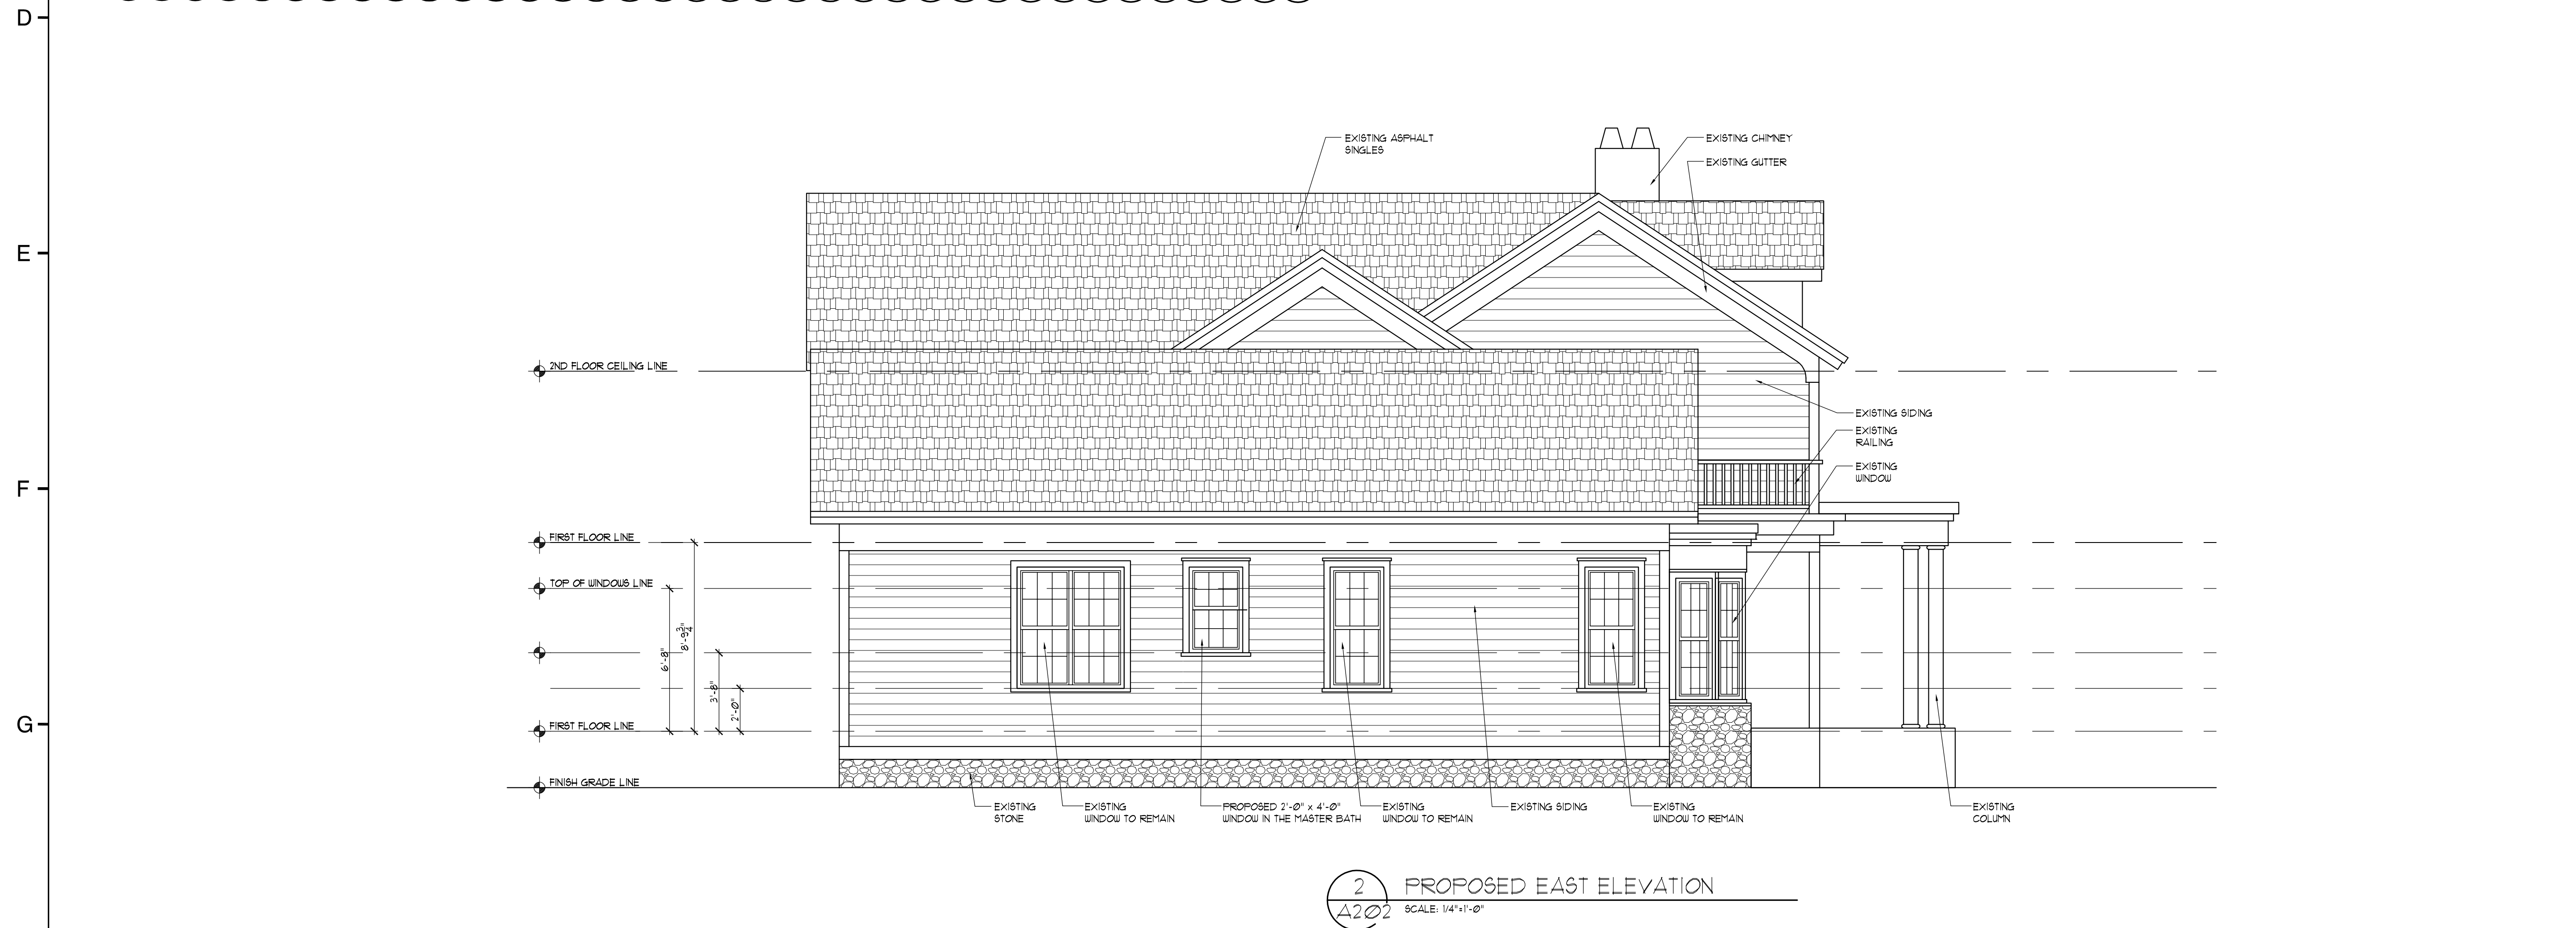 D
EXISTING ASPHALT
SINGLES
EXISTING CHIMNEY
EXISTING GUTTER
E
2ND FLOOR CEILING LINE
EXISTING SIDING
EXISTING
RAILING
EXISTING
WINDOW
F
FIRST FLOOR LINE
TOP OF WINDOWS LINE
8'-9 3/4"
6'-8"
3'-8"
2'-0"
FIRST FLOOR LINE
G
FINISH GRADE LINE
EXISTING
STONE
EXISTING
WINDOW TO REMAIN
PROPOSED 2'-0" x 4'-0"
WINDOW IN THE MASTER BATH
EXISTING
WINDOW TO REMAIN
EXISTING SIDING
EXISTING
WINDOW TO REMAIN
EXISTING
COLUMN
2
A202
PROPOSED EAST ELEVATION
SCALE: 1/4"=1'-0"